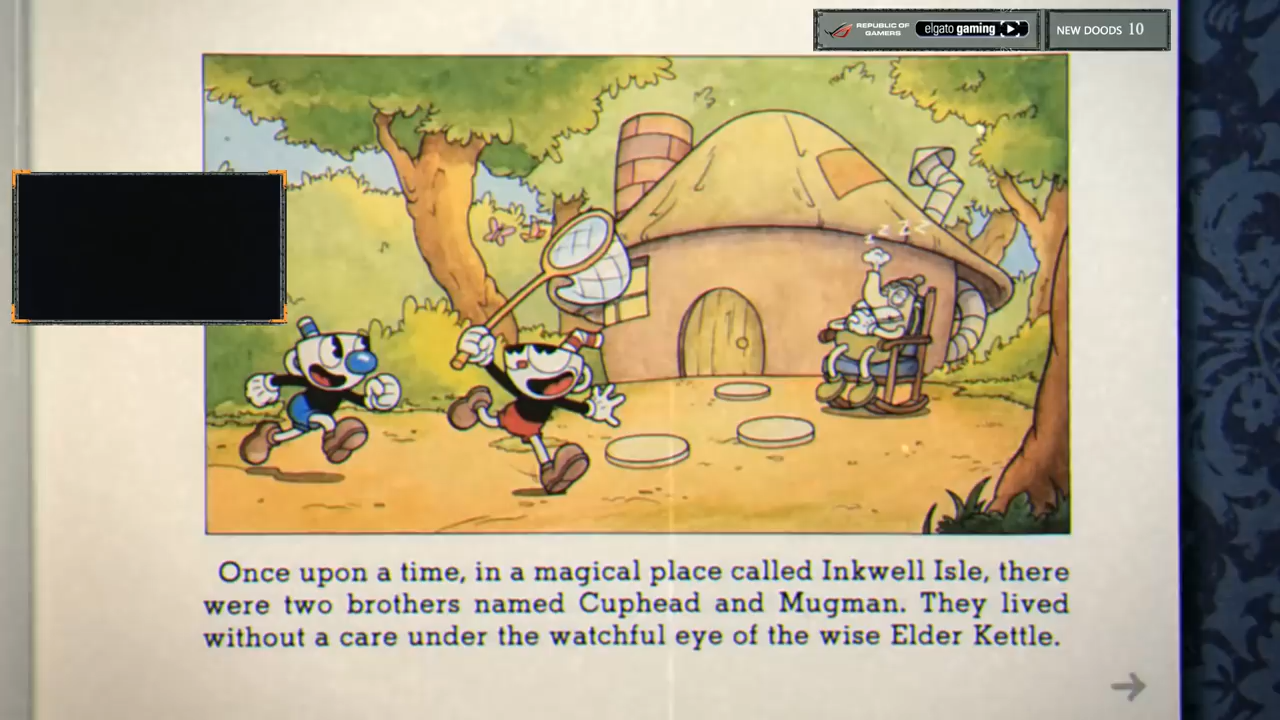 REPUBLIC OF
GAMERS
elgato gaming
NEW DOODS 10
z z z z
Once upon a time, in a magical place called Inkwell Isle, there
were two brothers named Cuphead and Mugman. They lived
without a care under the watchful eye of the wise Elder Kettle.